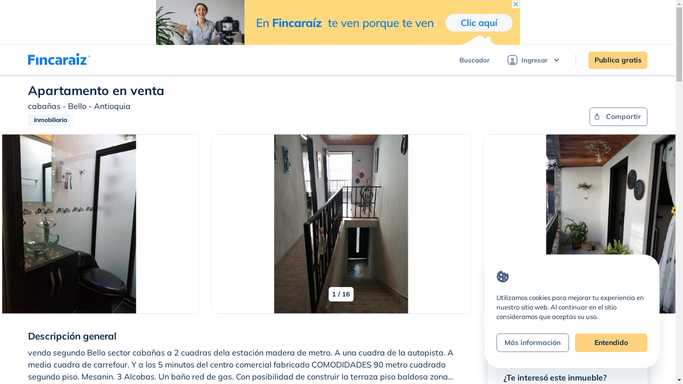 En Fincaraíz te ven porque te ven
Clic aquí
Fincaraíz
Buscador
Ingresar
Publica gratis
Apartamento en venta
cabañas - Bello - Antioquia
Inmobiliaria
Compartir
1 / 16
Utilizamos cookies para mejorar tu experiencia en
nuestro sitio web. Al continuar en el sitio
consideramos que aceptas su uso.
Más información
Entendido
Descripción general
vendo segundo Bello sector cabañas a 2 cuadras dela estación madera de metro. A una cuadra de la autopista. A
media cuadra de carrefour. Y a los 5 minutos del centro comercial fabricada COMODIDADES 90 metro cuadrada
segundo piso. Mesanin. 3 Alcobas. Un baño red de gas. Con posibilidad de construir la terraza piso baldosa zona...
¿Te interesó este inmueble?